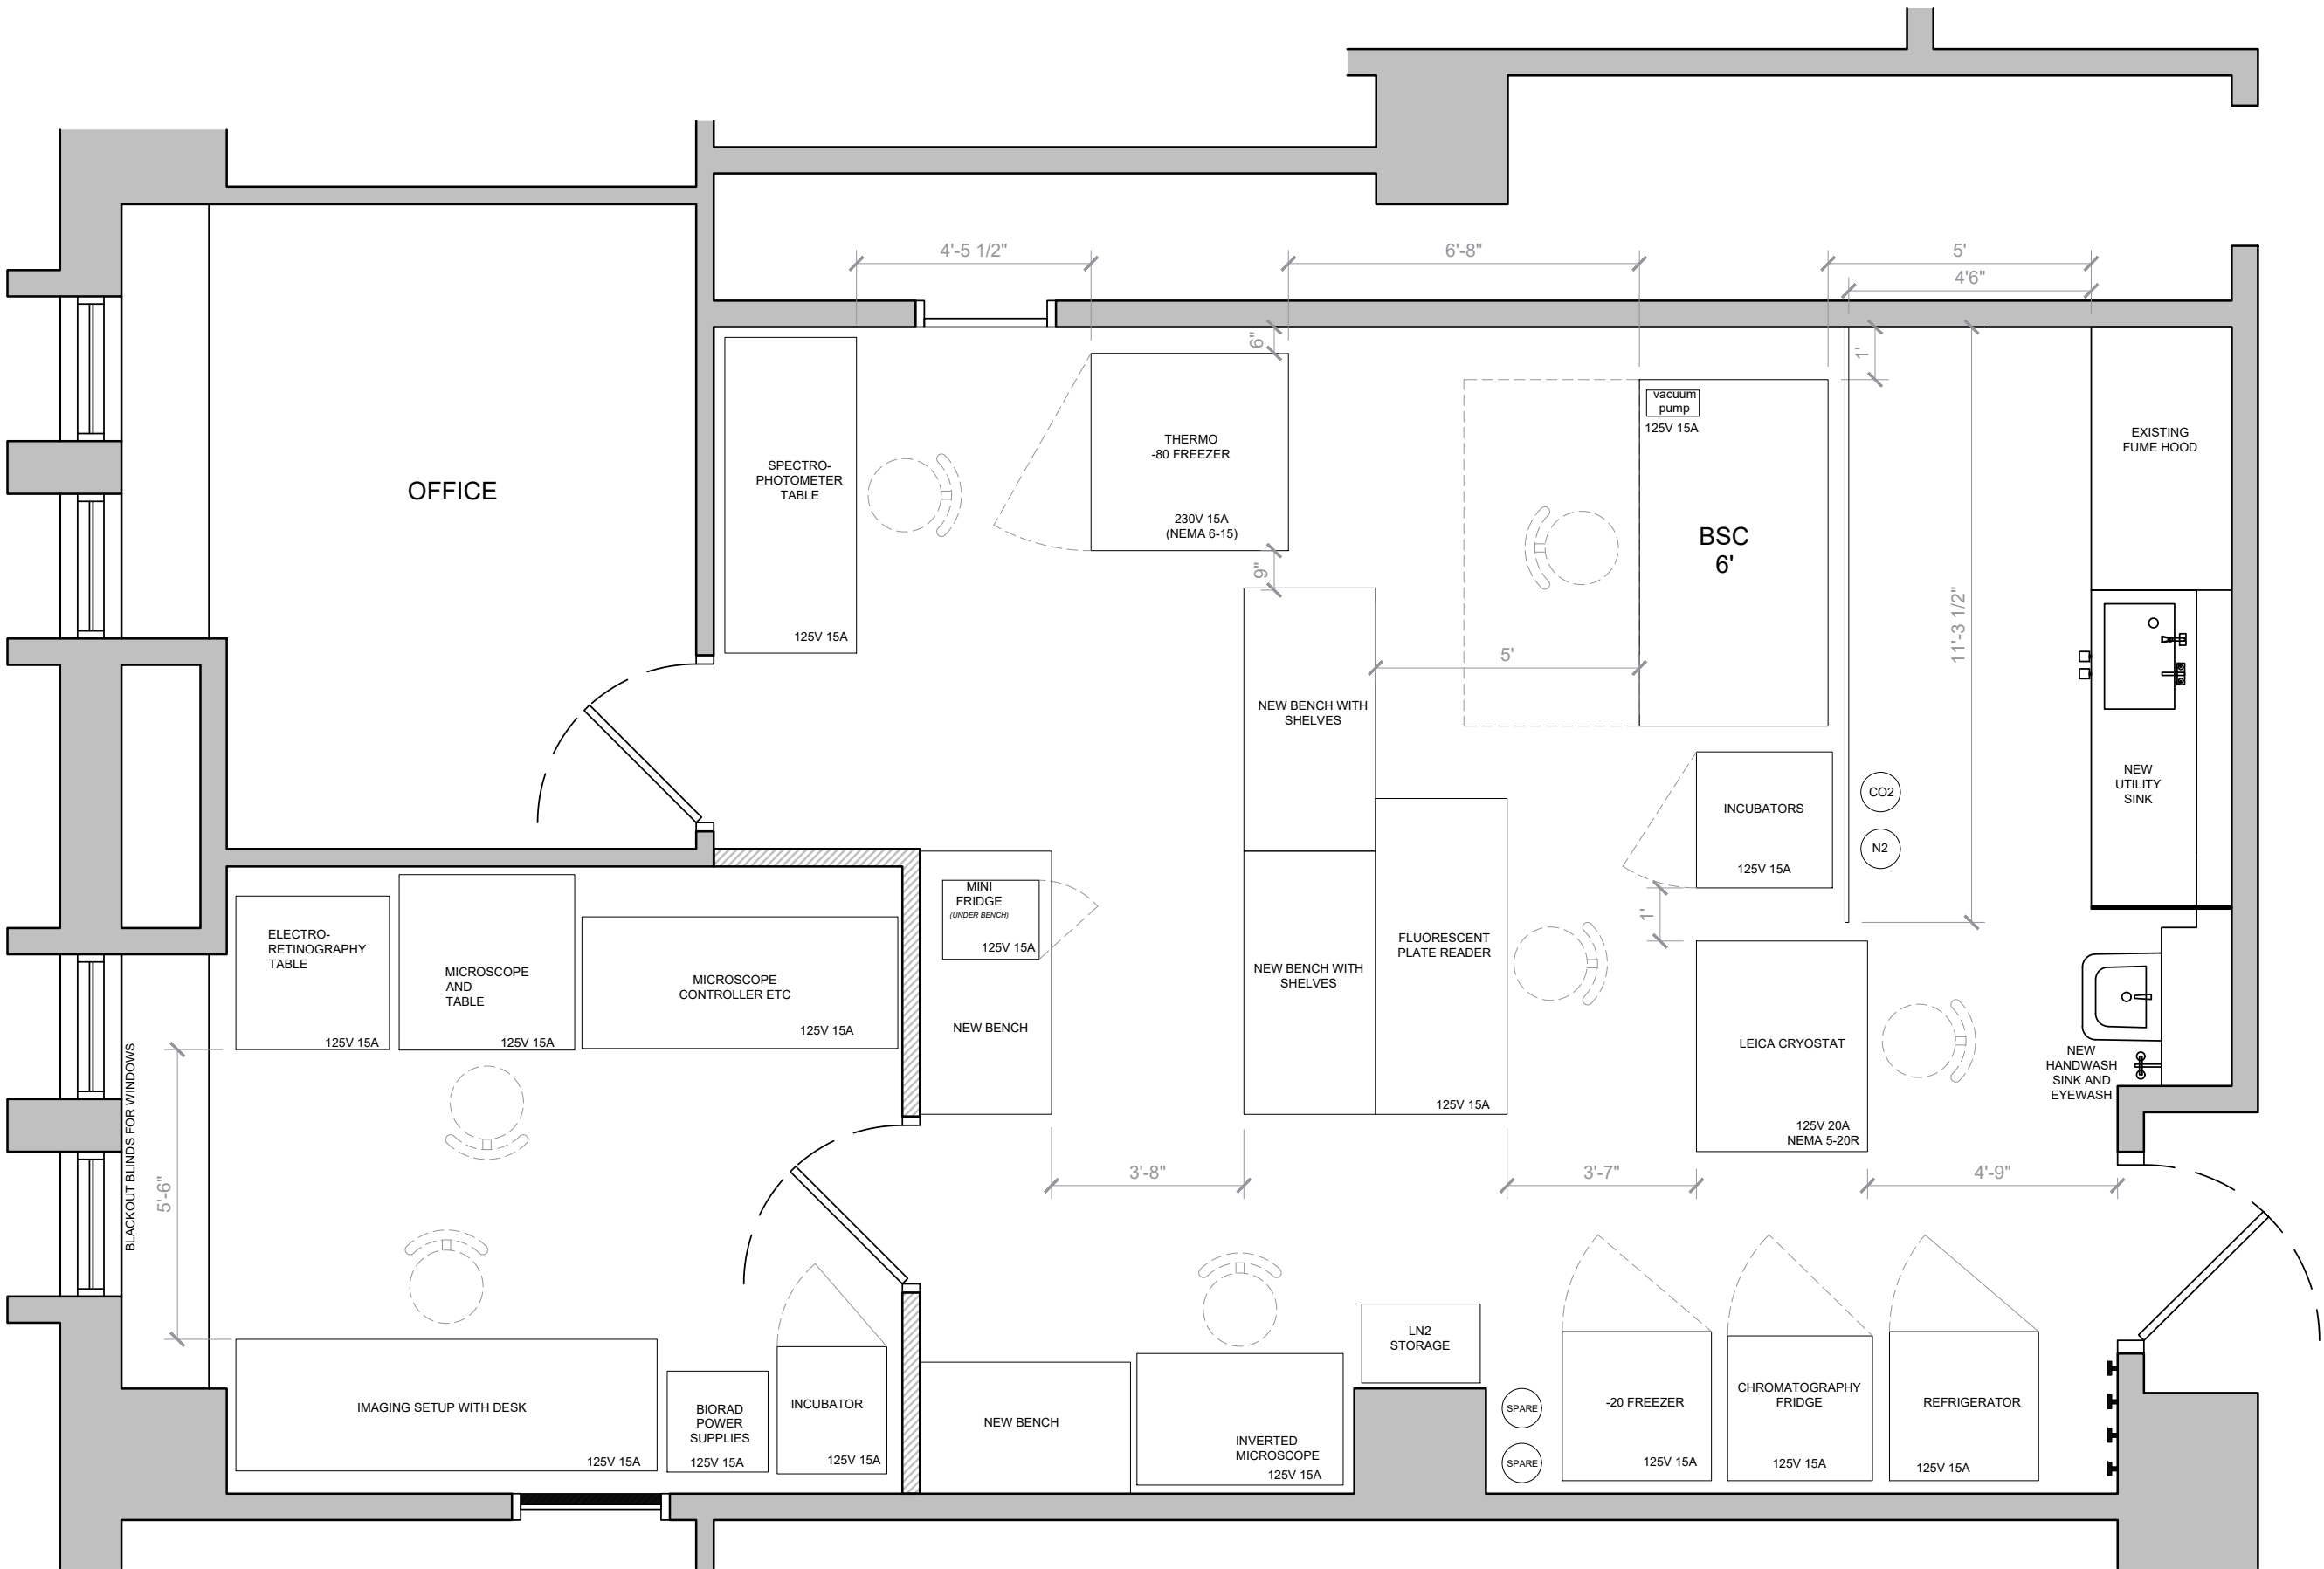 4'-5 1/2"
6'-8"
5'
4'6"
6"
1'
vacuum
pump
125V 15A
EXISTING
FUME HOOD
THERMO
-80 FREEZER
230V 15A
(NEMA 6-15)
SPECTRO-
PHOTOMETER
TABLE
125V 15A
OFFICE
BSC
6'
9"
11'-3 1/2"
5'
NEW BENCH WITH
SHELVES
NEW
UTILITY
SINK
INCUBATORS
125V 15A
CO2
N2
1'
MINI
FRIDGE
(UNDER BENCH)
125V 15A
NEW BENCH
ELECTRO-
RETINOGRAPHY
TABLE
125V 15A
MICROSCOPE
AND
TABLE
125V 15A
MICROSCOPE
CONTROLLER ETC
125V 15A
NEW BENCH WITH
SHELVES
FLUORESCENT
PLATE READER
125V 15A
LEICA CRYOSTAT
125V 20A
NEMA 5-20R
NEW
HANDWASH
SINK AND
EYEWASH
BLACKOUT BLINDS FOR WINDOWS
5'-6"
3'-8"
3'-7"
4'-9"
IMAGING SETUP WITH DESK
125V 15A
BIORAD
POWER
SUPPLIES
125V 15A
INCUBATOR
125V 15A
NEW BENCH
INVERTED
MICROSCOPE
125V 15A
LN2
STORAGE
SPARE
SPARE
-20 FREEZER
125V 15A
CHROMATOGRAPHY
FRIDGE
125V 15A
REFRIGERATOR
125V 15A